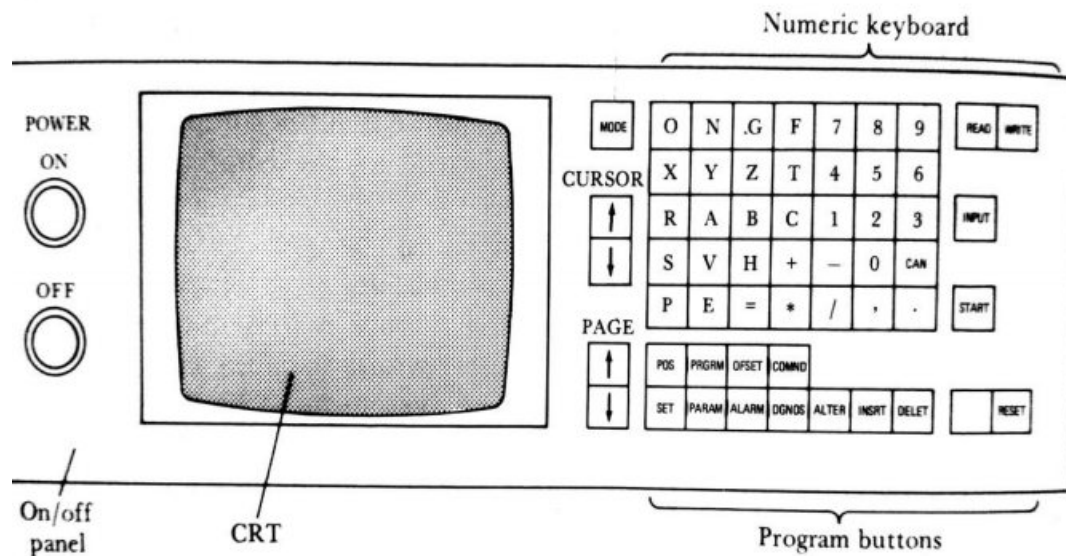 Numeric keyboard
POWER
ON
OFF
MODE
O N .G F 7 8 9
READ WRITE
CURSOR
X Y Z T 4 5 6
↑
R A B C 1 2 3
INPUT
↓
S V H + – 0 CAN
P E = * / , .
START
PAGE
↑
POS PRGRM OFSET COMND
↓
SET PARAM ALARM DGNOS ALTER INSRT DELET
RESET
On/off
panel
CRT
Program buttons